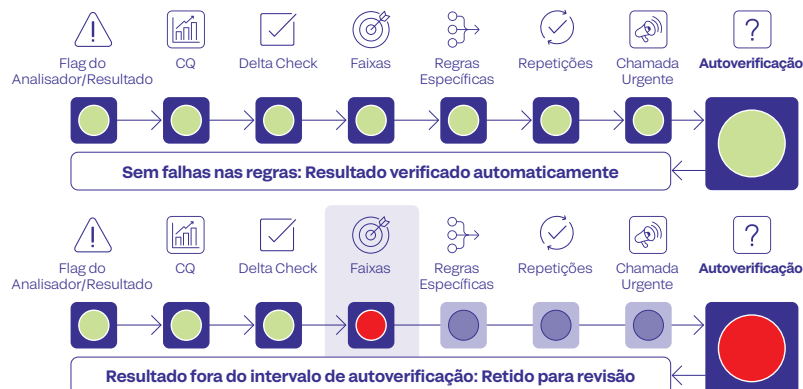 Flag do
Analisador/Resultado
CQ
Delta Check
Faixas
Regras
Específicas
Repetições
Chamada
Urgente
Autoverificação
Sem falhas nas regras: Resultado verificado automaticamente
Flag do
Analisador/Resultado
CQ
Delta Check
Faixas
Regras
Específicas
Repetições
Chamada
Urgente
Autoverificação
Resultado fora do intervalo de autoverificação: Retido para revisão